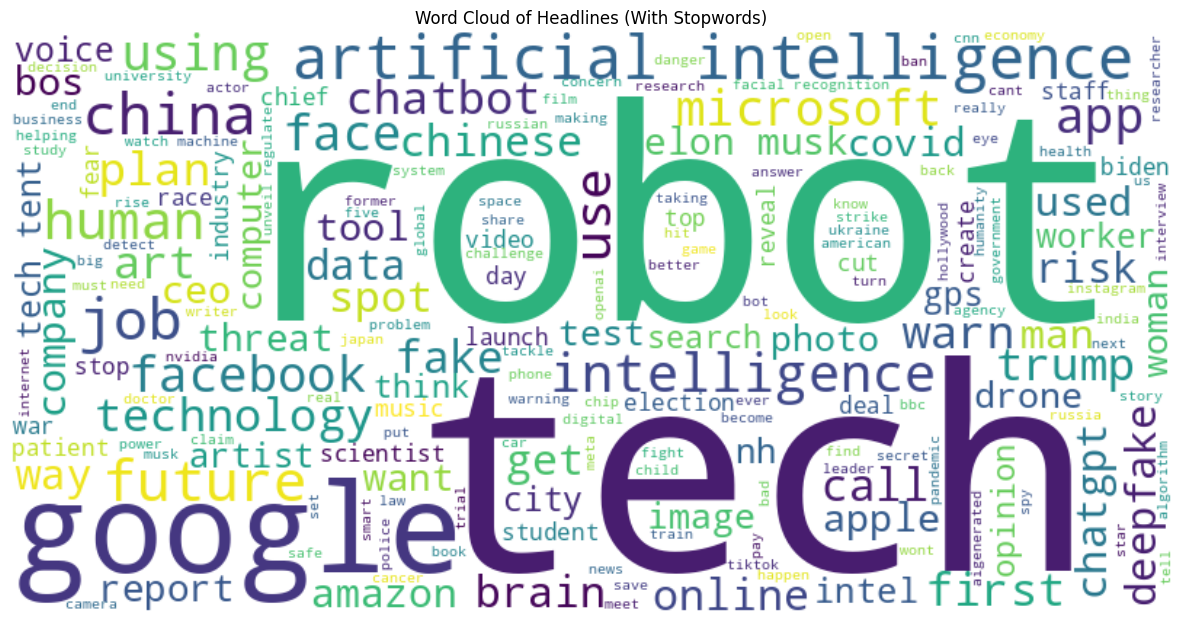 Word Cloud of Headlines (With Stopwords)
voice
using
artificial intelligence
danger
open
ban
cnn
economy
decision
university
bos
actor
chief
chatbot
concern
research
facial recognition
cant
staff
thing
researcher
end
business
china
film
making
microsoft
really
app
helping
study
watch
machine
face
chinese
russian
elon musk
covid
eye
health
fear
plan
industry
computer
unveil
regulate
system
answer
back
biden
us
tech
tent
rise
race
former
five
tool
global
space
share
video
challenge
day
robot
use
taking
top
hit
game
better
reveal
know
strike
ukraine
american
cut
turn
hollywood
create
humanity
government
used
worker
interview
human
detect
big
art
data
must
need
ceo
writer
spot
openai
bot
look
gps
agency
risk
instagram
india
woman
company
job
threat
japan
problem
launch
test
search
photo
warn
man
next
internet
stop
nvidia
facebook
fake
tackle
think
phone
intelligence
trump
doctor
real
technology
music
warning
chip
digital
election
ever
become
deal
bbc
drone
russia
story
war
patient
power
musk
claim
artist
put
scientist
car
get
meta
fight
child
nh
find
leader
secret
pandemic
call
tech
chatgpt
deepfake
algorithm
way
future
want
set
smart
law
trial
city
student
image
train
bad
apple
opinion
spy
star
tell
google
police
book
safe
cancer
news
save
meet
pay
tiktok
happen
wont
aigenerated
camera
report
amazon
brain
online
intel
first